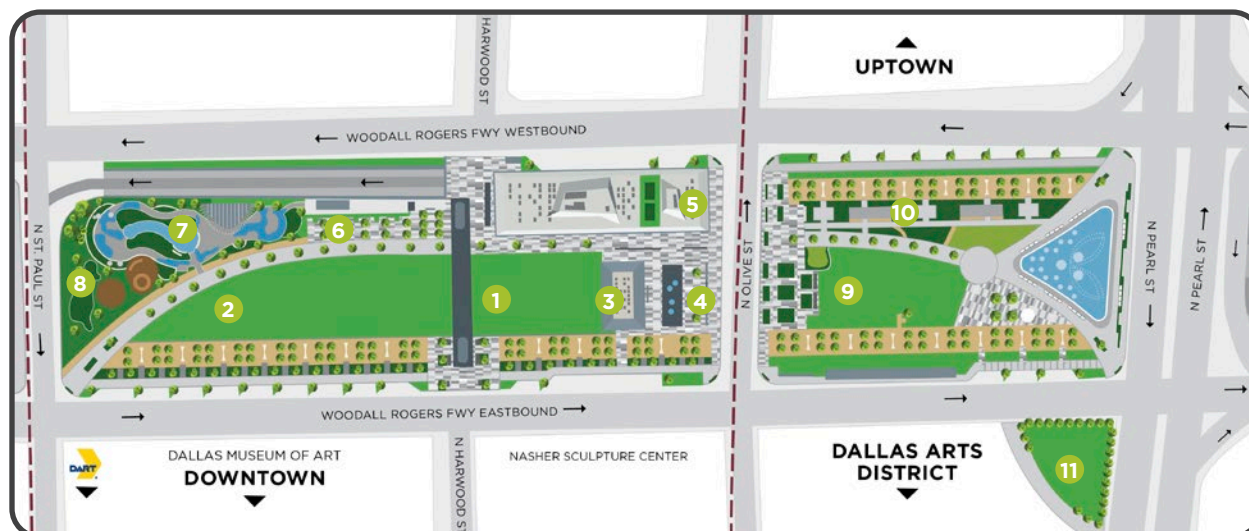 HARWOOD ST
UPTOWN
WOODALL ROGERS FWY WESTBOUND
N ST. PAUL ST
N OLIVE ST
N PEARL ST
N PEARL ST
7
6
5
10
8
2
1
3
4
9
WOODALL ROGERS FWY EASTBOUND
DART
DALLAS MUSEUM OF ART
DOWNTOWN
N HARWOOD ST
NASHER SCULPTURE CENTER
DALLAS ARTS
DISTRICT
11